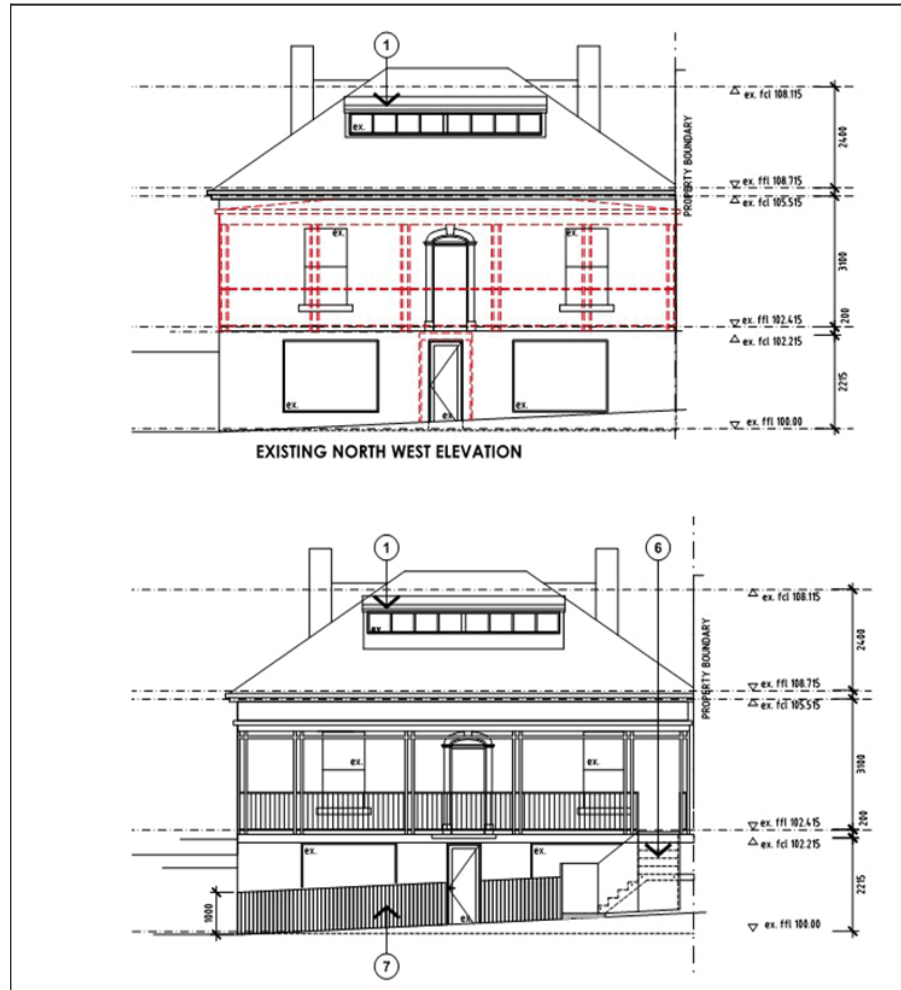 1
ex. fcl 108.115
2400
ex.
PROPERTY BOUNDARY
ex. ffl 108.715
ex. fcl 105.515
ex.
ex.
3100
ex. ffl 102.415
200
ex. fcl 102.215
2215
ex.
ex.
ex.
ex. ffl 100.00
EXISTING NORTH WEST ELEVATION
1
6
ex. fcl 108.115
2400
ex.
PROPERTY BOUNDARY
ex. ffl 108.715
ex. fcl 105.515
ex.
ex.
3100
ex. ffl 102.415
200
ex. fcl 102.215
ex.
ex.
2215
1000
ex.
ex. ffl 100.00
7